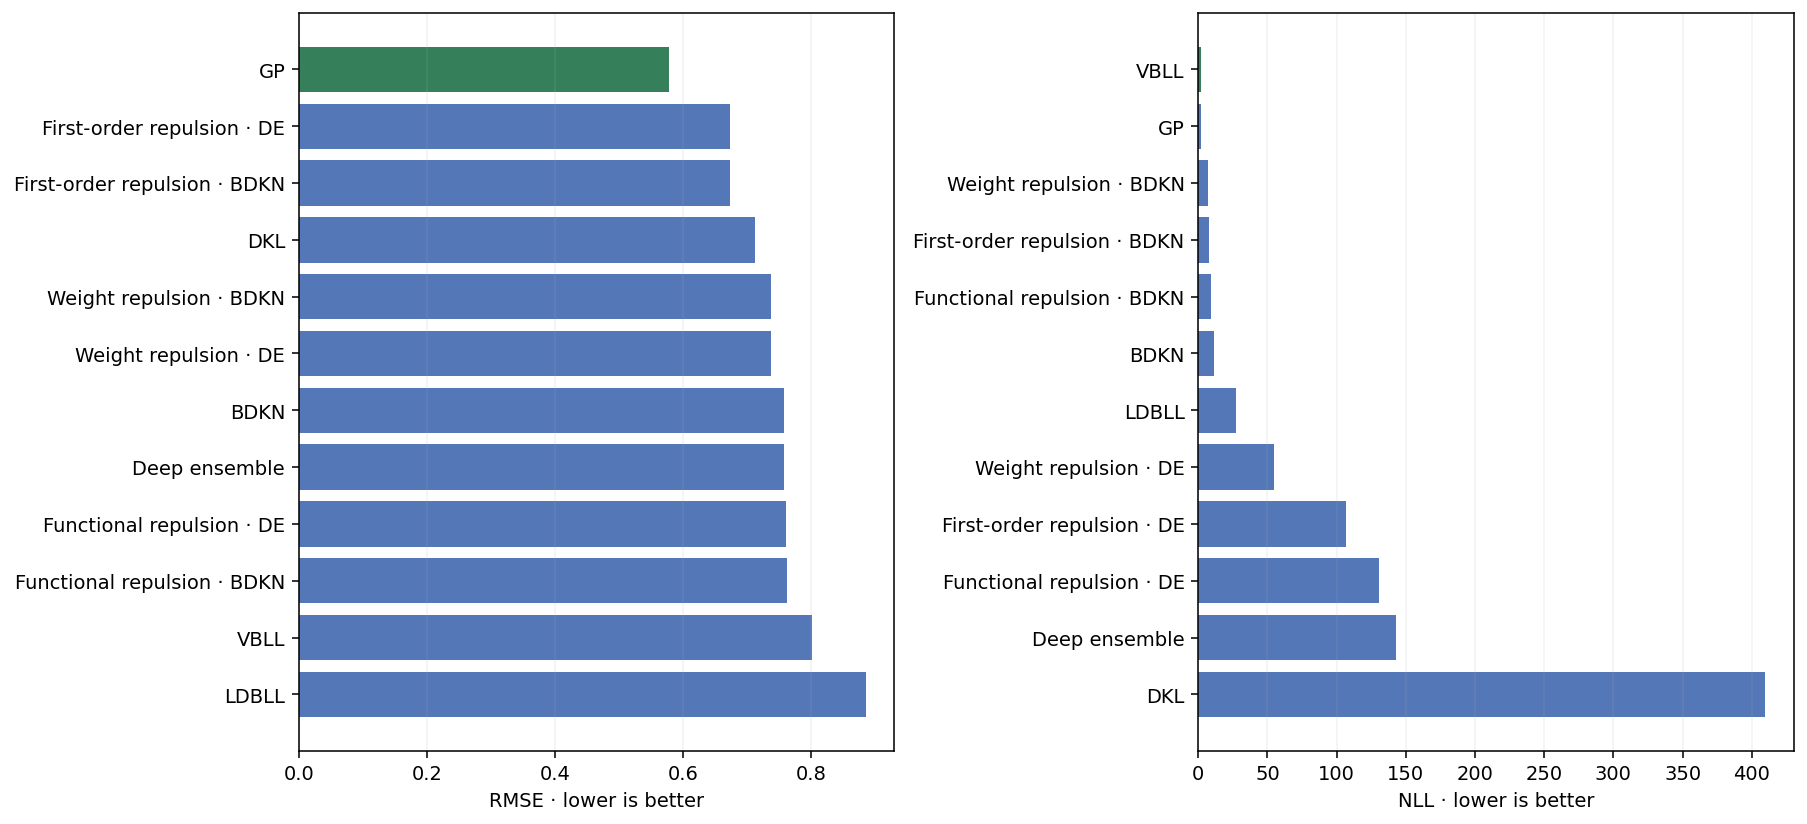 GP
First-order repulsion · DE
First-order repulsion · BDKN
DKL
Weight repulsion · BDKN
Weight repulsion · DE
BDKN
Deep ensemble
Functional repulsion · DE
Functional repulsion · BDKN
VBLL
LDBLL
0.0 0.2 0.4 0.6 0.8
RMSE · lower is better
VBLL
GP
Weight repulsion · BDKN
First-order repulsion · BDKN
Functional repulsion · BDKN
BDKN
LDBLL
Weight repulsion · DE
First-order repulsion · DE
Functional repulsion · DE
Deep ensemble
DKL
0 50 100 150 200 250 300 350 400
NLL · lower is better